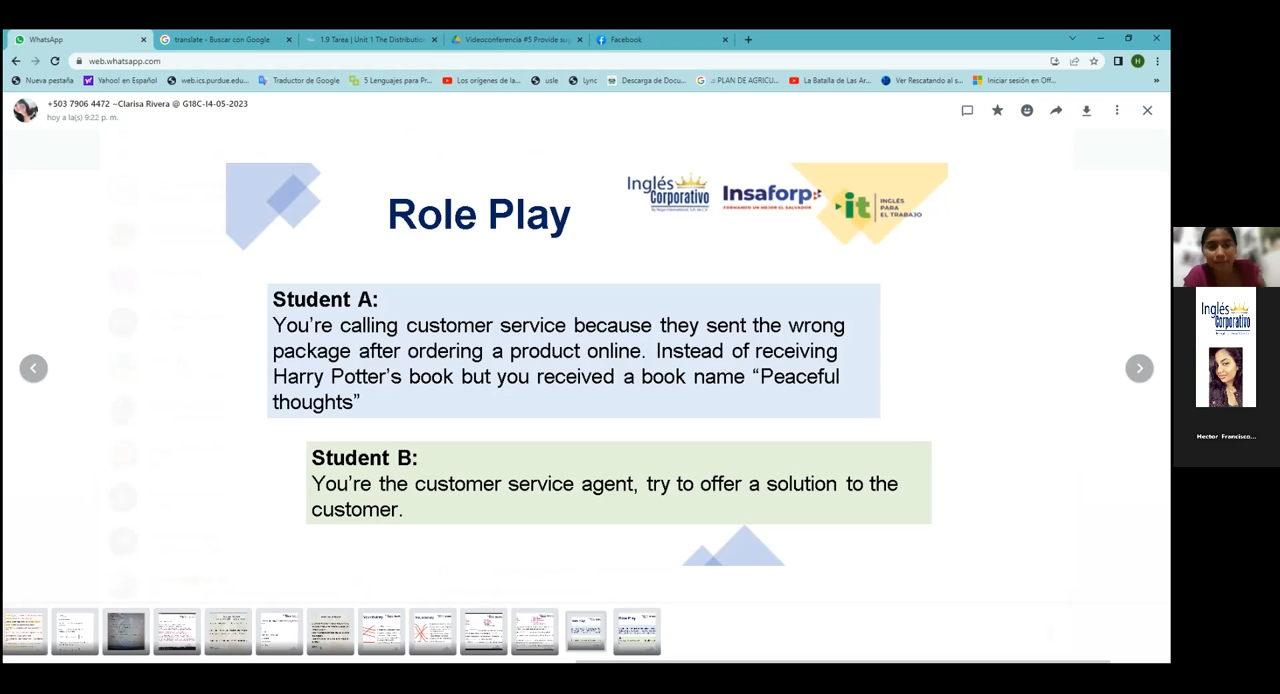 WhatsApp
translate - Buscar con Google
1.9 Tarea | Unit 1 The Distributio
Videoconferencia #5 Provide su
Facebook
web.whatsapp.com
H
Nueva pestaña
Yahoo! en Español
web.ics.purdue.edu...
Traductor de Google
5 Lenguajes para Pr...
Los orígenes de la...
usle
Lync
Descarga de Docu...
PLAN DE AGRICU...
La Batalla de Las Ar...
Ver Rescatando al s...
Iniciar sesión en Off...
+503 7906 4472 ~Clarisa Rivera @ G18C-I4-05-2023
hoy a la(s) 9:22 p. m.
Inglés
Corporativo
Insaforp
FORMANDO UN MEJOR EL SALVADOR
it
INGLÉS
PARA
EL TRABAJO
Role Play
Student A:
You're calling customer service because they sent the wrong
package after ordering a product online. Instead of receiving
Harry Potter's book but you received a book name “Peaceful
thoughts”
Student B:
You're the customer service agent, try to offer a solution to the
customer.
Inglés
Corporativo
Hector Francisco...